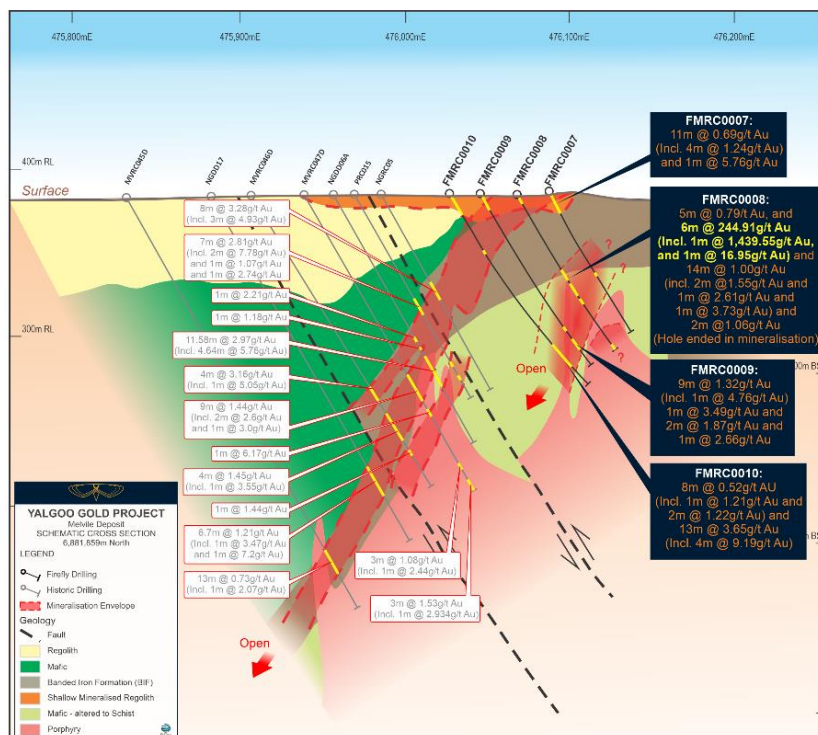 475,800mE
475,900mE
476,000mE
476,100mE
476,200mE
400m RL
300m RL
Surface
MVRC045D
NGDD17
MVRC046D
MVRC047D
NGDD06A
PRC015
NGRC05
FMRC0010
FMRC0009
FMRC0008
FMRC0007
8m @ 3.28g/t Au
(Incl. 3m @ 4.93g/t Au)
7m @ 2.81g/t Au
(Incl. 2m @ 7.78g/t Au)
and 1m @ 1.07g/t Au
and 1m @ 2.74g/t Au
1m @ 2.21g/t Au
1m @ 1.18g/t Au
11.58m @ 2.97g/t Au
(Incl. 4.64m @ 5.76g/t Au)
4m @ 3.16g/t Au
(Incl. 1m @ 5.05g/t Au)
9m @ 1.44g/t Au
(Incl. 2m @ 2.6g/t Au
and 1m @ 3.0g/t Au)
1m @ 6.17g/t Au
4m @ 1.45g/t Au
(Incl. 1m @ 3.55g/t Au)
1m @ 1.44g/t Au
6.7m @ 1.21g/t Au
(Incl. 1m @ 3.47g/t Au
and 1m @ 7.2g/t Au)
13m @ 0.73g/t Au
(Incl. 1m @ 2.07g/t Au)
3m @ 1.08g/t Au
(Incl. 1m @ 2.44g/t Au)
3m @ 1.53g/t Au
(Incl. 1m @ 2.934g/t Au)
Open
Open
?
?
?
FMRC0007:
11m @ 0.69g/t Au
(Incl. 4m @ 1.24g/t Au)
and 1m @ 5.76g/t Au
FMRC0008:
5m @ 0.79g/t Au, and
6m @ 244.91g/t Au
(Incl. 1m @ 1,439.55g/t Au,
and 1m @ 16.95g/t Au) and
14m @ 1.00g/t Au
(incl. 2m @1.55g/t Au and
1m @ 2.61g/t Au and
1m @ 3.73g/t Au) and
2m @ 1.06g/t Au
(Hole ended in mineralisation)
FMRC0009:
9m @ 1.32g/t Au
(Incl. 1m @ 4.76g/t Au)
1m @ 3.49g/t Au and
2m @ 1.87g/t Au and
1m @ 2.66g/t Au
FMRC0010:
8m @ 0.52g/t AU
(Incl. 1m @ 1.21g/t Au and
2m @ 1.22g/t Au) and
13m @ 3.65g/t Au
(Incl. 4m @ 9.19g/t Au)
YALGOO GOLD PROJECT
Melville Deposit
SCHEMATIC CROSS SECTION
6,881,859m North
LEGEND
Firefly Drilling
Historic Drilling
Mineralisation Envelope
Geology
Fault
Regolith
Mafic
Banded Iron Formation (BIF)
Shallow Mineralised Regolith
Mafic - altered to Schist
Porphyry